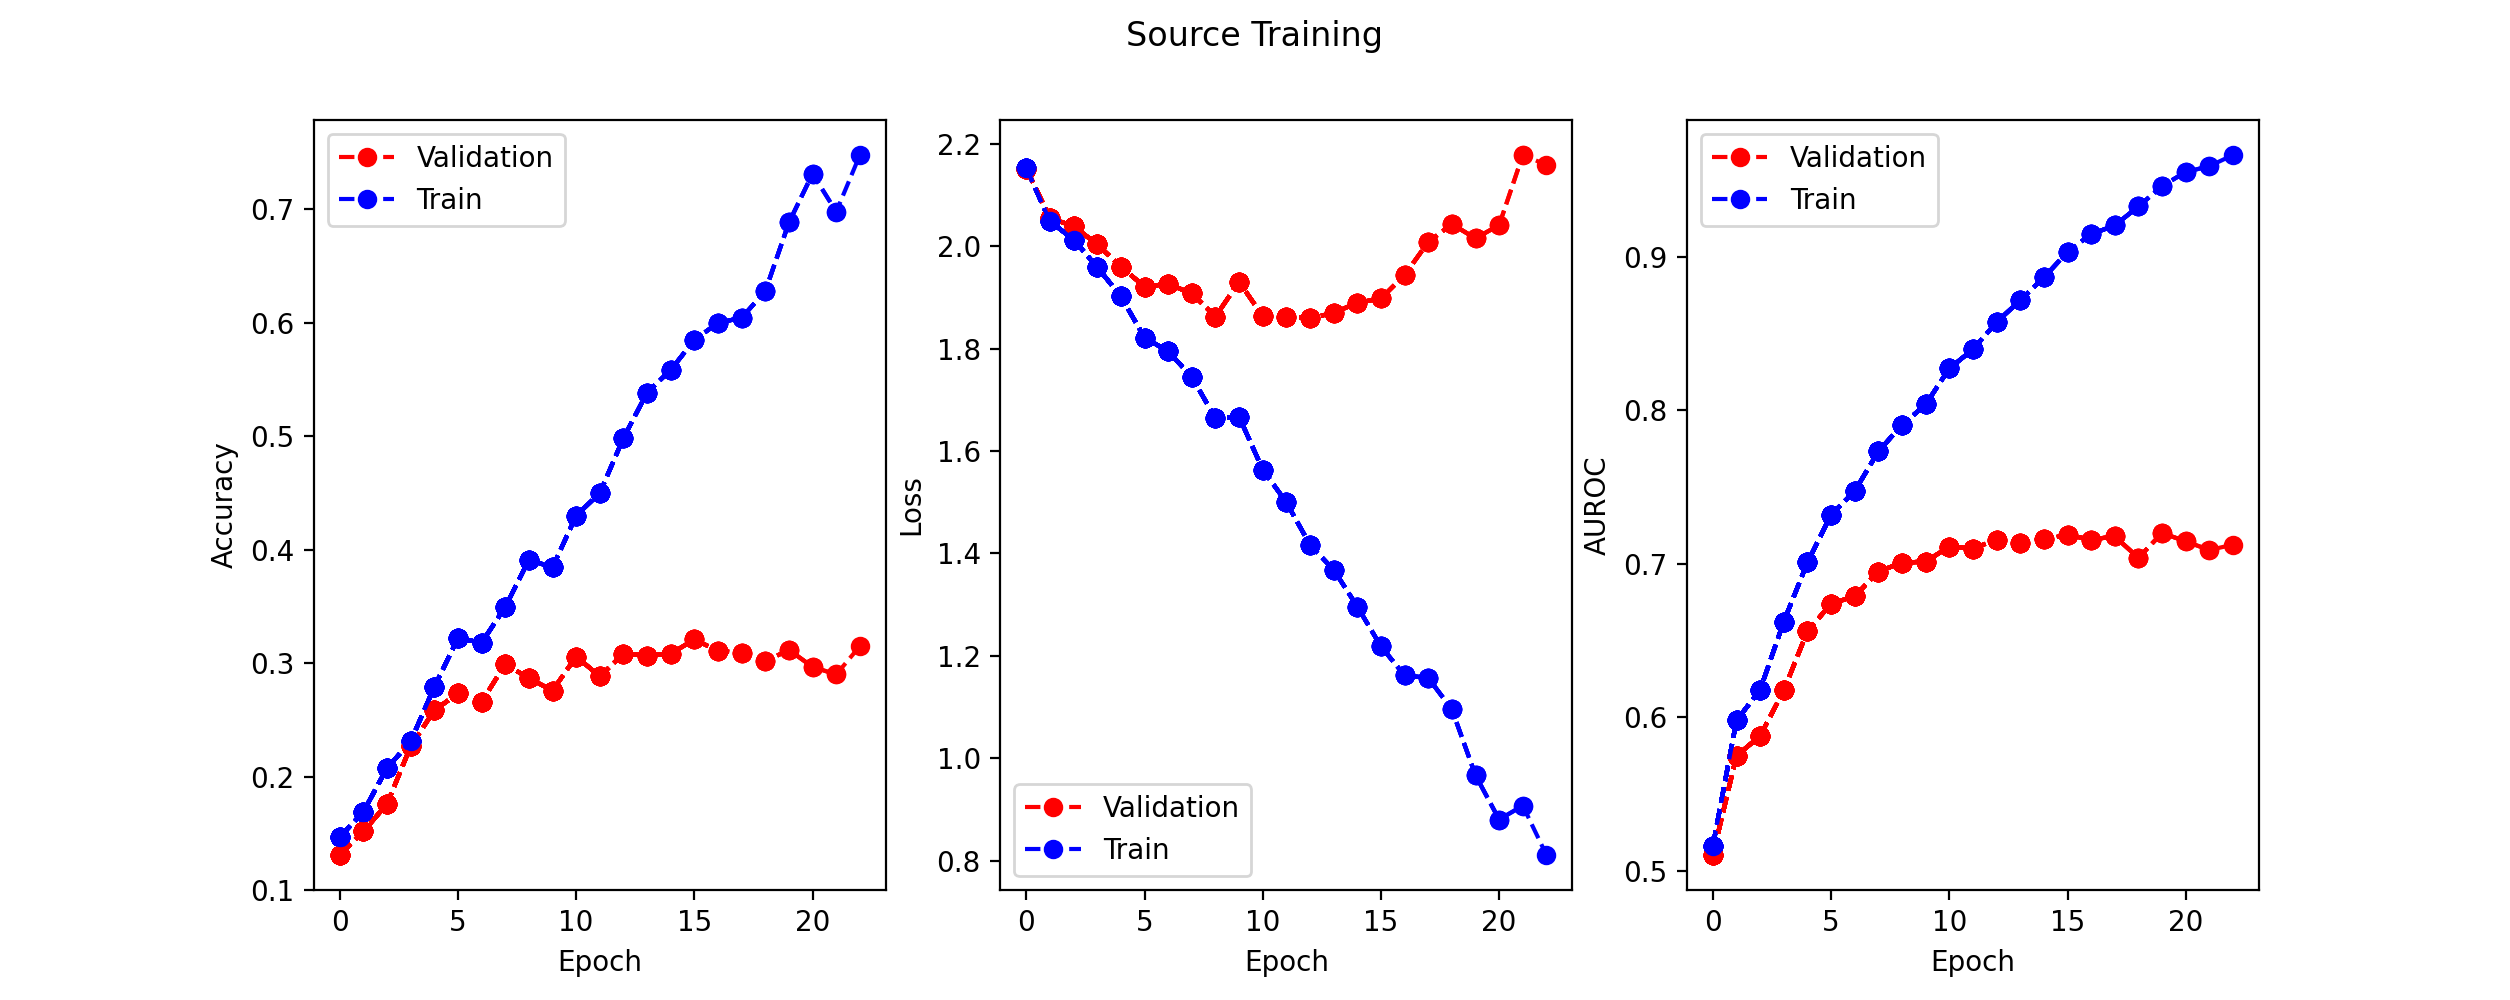 Source Training
Validation
Train
0.7
0.6
0.5
0.4
0.3
0.2
0.1
Accuracy
0
5
10
15
20
Epoch
2.2
2.0
1.8
1.6
1.4
1.2
1.0
0.8
Loss
Validation
Train
0
5
10
15
20
Epoch
Validation
Train
0.9
0.8
0.7
0.6
0.5
AUROC
0
5
10
15
20
Epoch